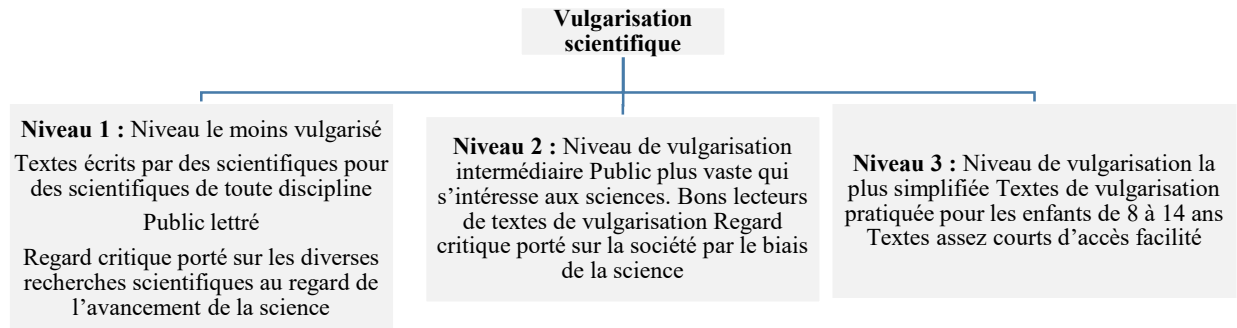 Vulgarisation
scientifique
Niveau 1 : Niveau le moins vulgarisé
Textes écrits par des scientifiques pour
des scientifiques de toute discipline
Public lettré
Regard critique porté sur les diverses
recherches scientifiques au regard de
l’avancement de la science
Niveau 2 : Niveau de vulgarisation
intermédiaire Public plus vaste qui
s’intéresse aux sciences. Bons lecteurs
de textes de vulgarisation Regard
critique porté sur la société par le biais
de la science
Niveau 3 : Niveau de vulgarisation la
plus simplifiée Textes de vulgarisation
pratiquée pour les enfants de 8 à 14 ans
Textes assez courts d’accès facilité